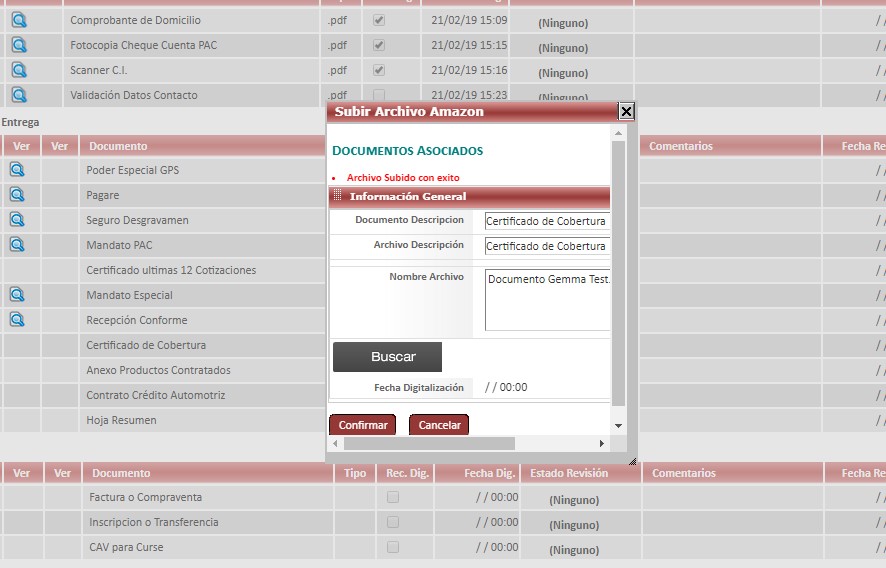 Comprobante de Domicilio .pdf 21/02/19 15:09 (Ninguno) / /
Fotocopia Cheque Cuenta PAC .pdf 21/02/19 15:15 (Ninguno) / /
Scanner C.I. .pdf 21/02/19 15:16 (Ninguno) / /
Validación Datos Contacto .pdf 21/02/19 15:23 (Ninguno) / /
Entrega
Ver Ver Documento Comentarios Fecha Re
Poder Especial GPS / /
Pagare / /
Seguro Desgravamen / /
Mandato PAC / /
Certificado ultimas 12 Cotizaciones / /
Mandato Especial / /
Recepción Conforme / /
Certificado de Cobertura / /
Anexo Productos Contratados / /
Contrato Crédito Automotriz / /
Hoja Resumen / /
Subir Archivo Amazon X
DOCUMENTOS ASOCIADOS
• Archivo Subido con exito
Información General
Documento Descripcion Certificado de Cobertura
Archivo Descripción Certificado de Cobertura
Nombre Archivo Documento Gemma Test.
Buscar
Fecha Digitalización / / 00:00
Confirmar Cancelar
Ver Ver Documento Tipo Rec. Dig. Fecha Dig. Estado Revisión Comentarios Fecha Re
Factura o Compraventa / / 00:00 (Ninguno) / /
Inscripcion o Transferencia / / 00:00 (Ninguno) / /
CAV para Curse / / 00:00 (Ninguno) / /